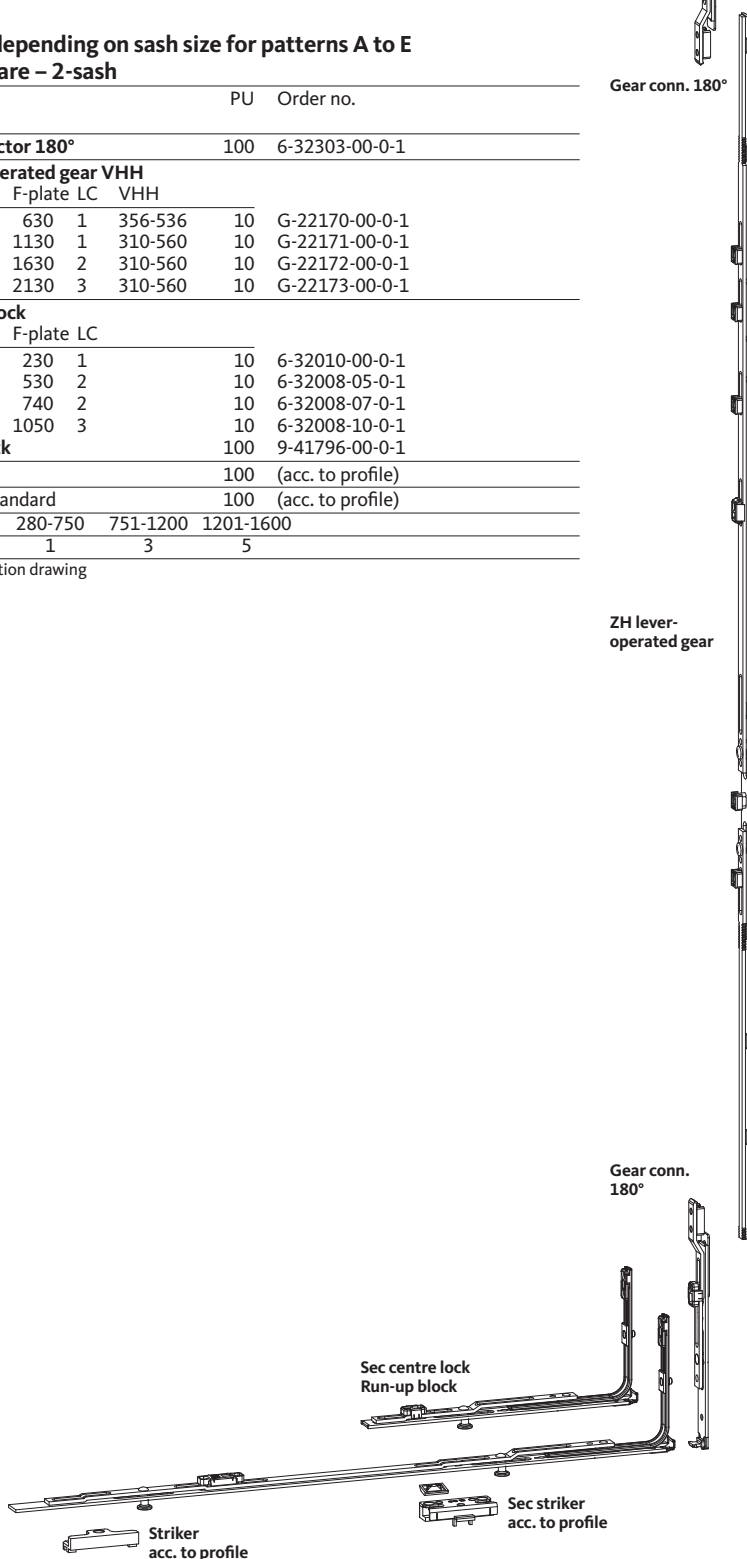 depending on sash size for patterns A to E
are – 2-sash
PU Order no.
ctor 180° 100 6-32303-00-0-1
erated gear VHH
F-plate LC VHH
630 1 356-536 10 G-22170-00-0-1
1130 1 310-560 10 G-22171-00-0-1
1630 2 310-560 10 G-22172-00-0-1
2130 3 310-560 10 G-22173-00-0-1
ock
F-plate LC
230 1 10 6-32010-00-0-1
530 2 10 6-32008-05-0-1
740 2 10 6-32008-07-0-1
1050 3 10 6-32008-10-0-1
k 100 9-41796-00-0-1
100 (acc. to profile)
andard 100 (acc. to profile)
280-750 751-1200 1201-1600
1 3 5
tion drawing
Gear conn. 180°
ZH lever-
operated gear
Gear conn.
180°
Sec centre lock
Run-up block
Sec striker
acc. to profile
Striker
acc. to profile